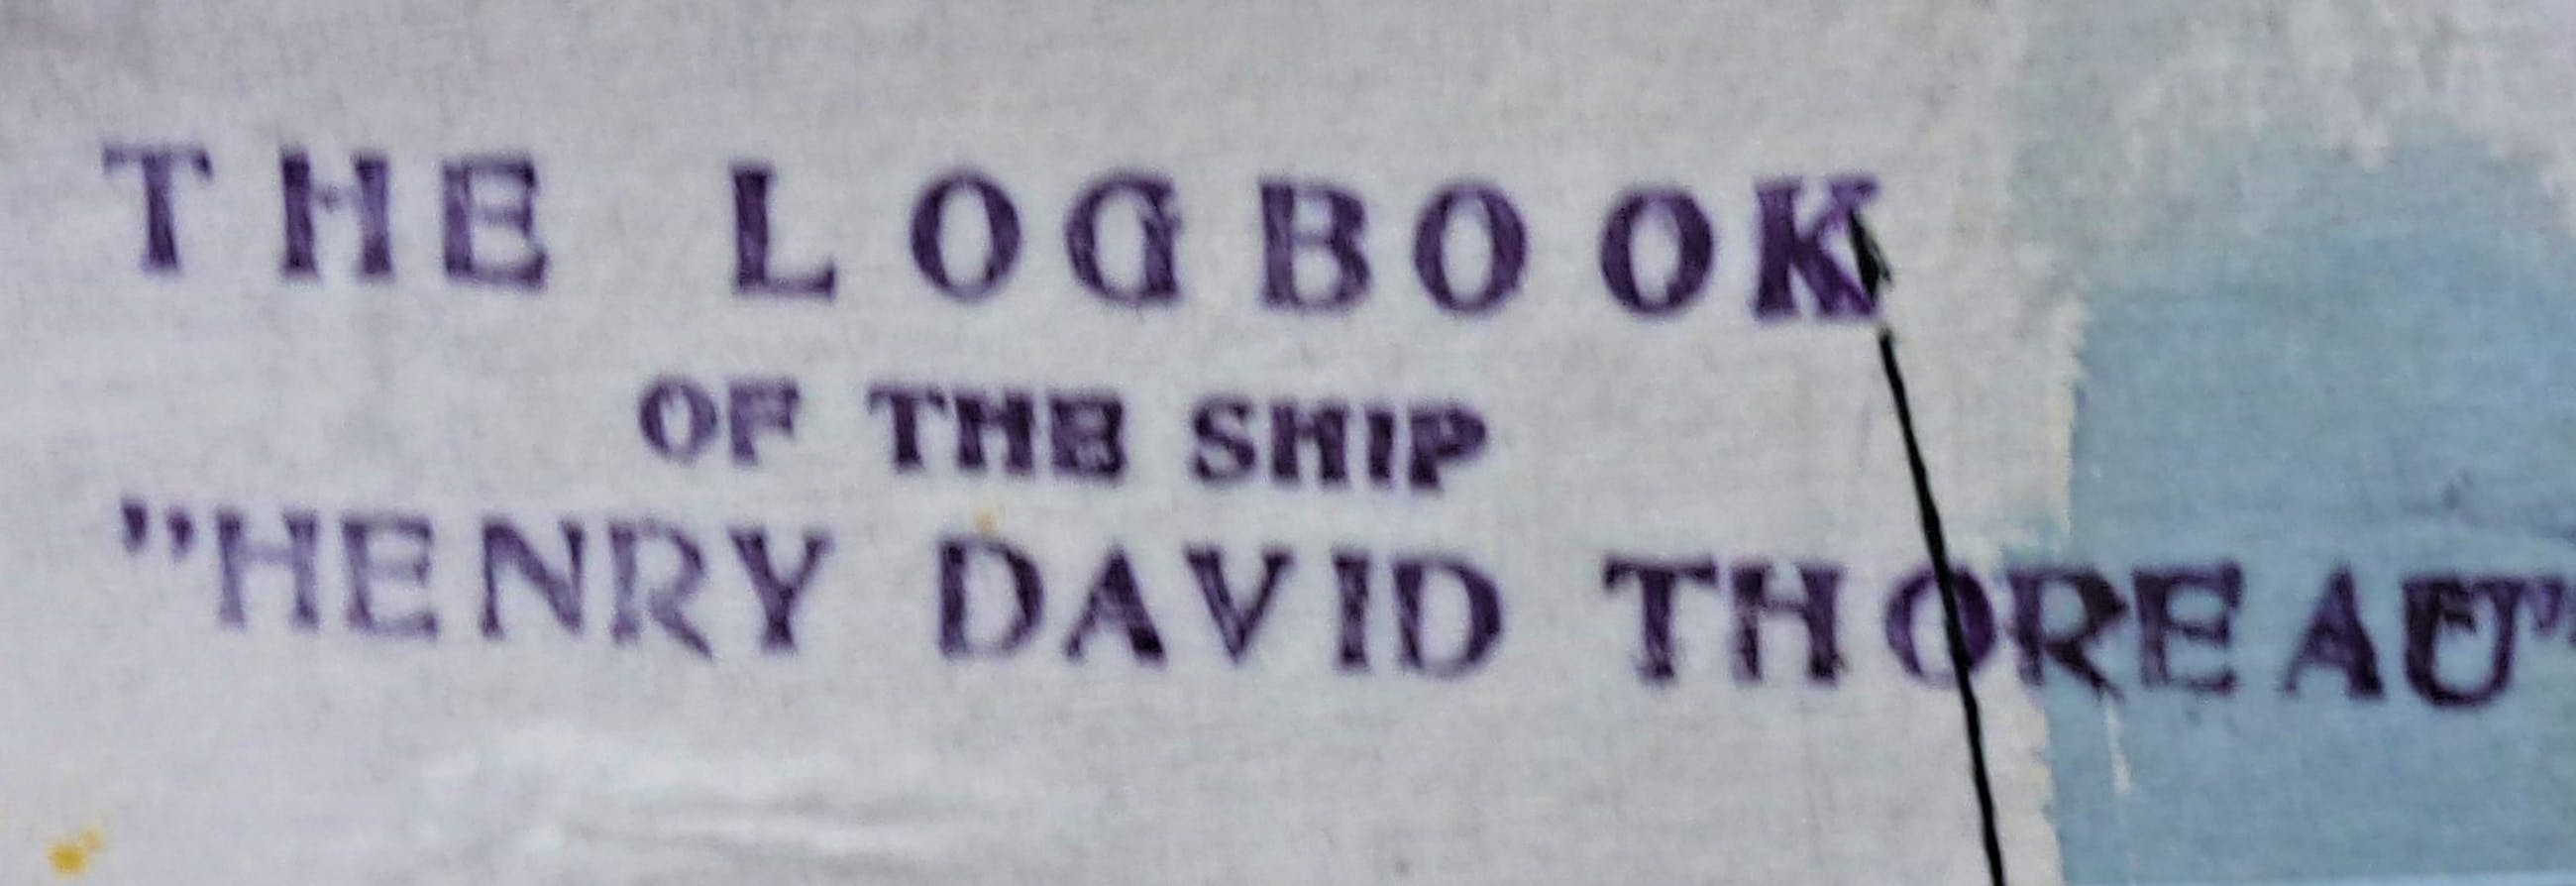 THE LOGBOOK
OF THE SHIP
"HENRY DAVID THOREAU"